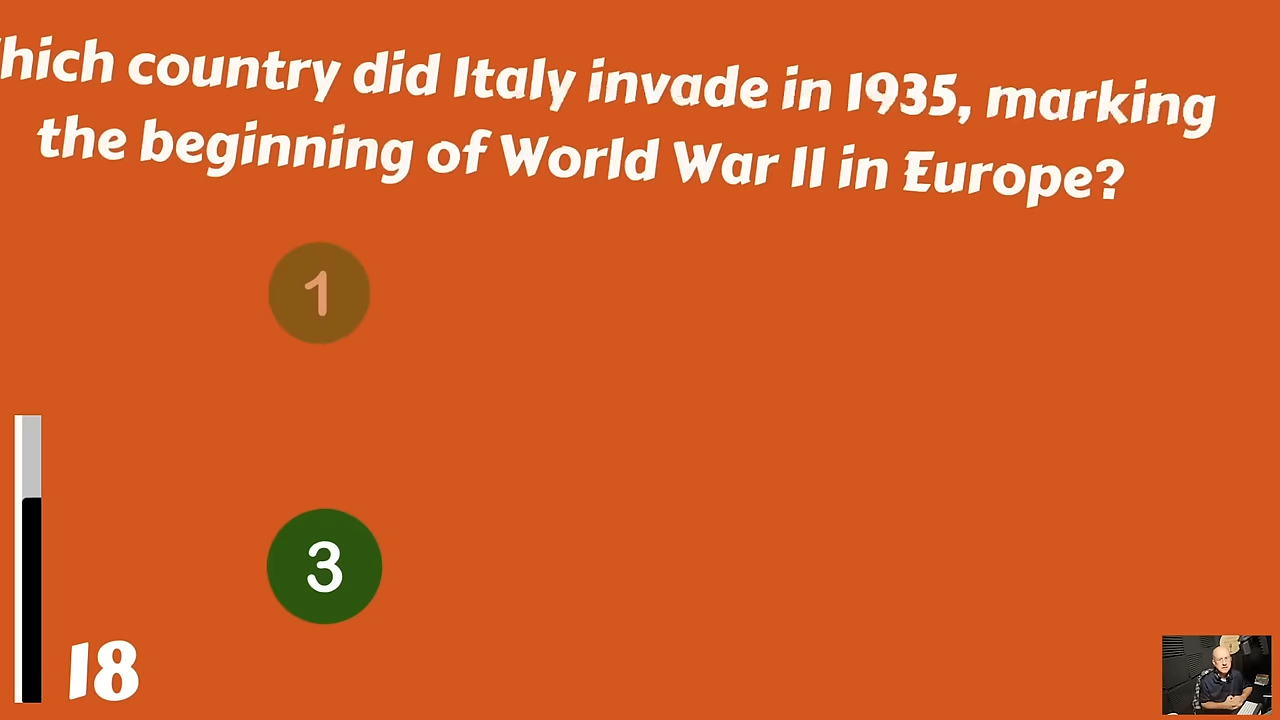 hich country did Italy invade in 1935, marking
the beginning of World War II in Europe?
1
3
18